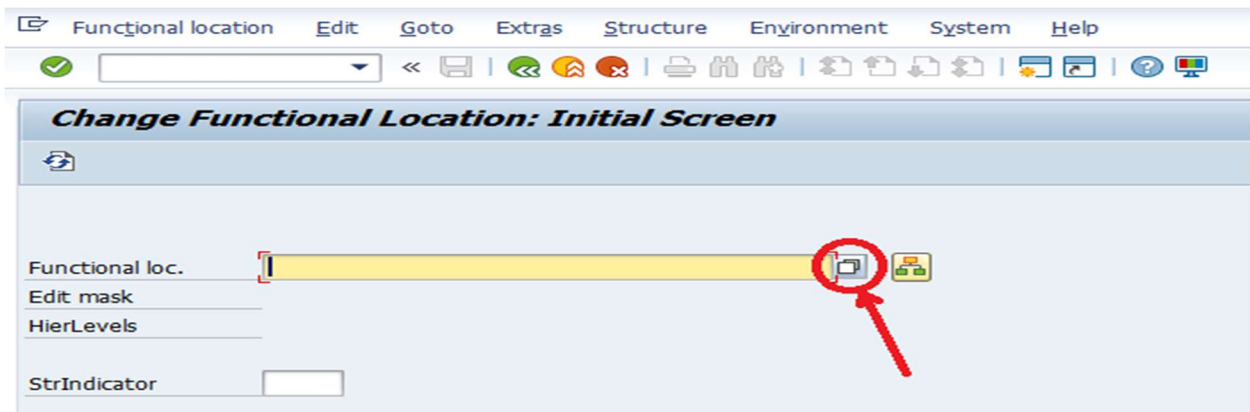 Functional location Edit Goto Extras Structure Environment System Help
Change Functional Location: Initial Screen
Functional loc.
Edit mask
HierLevels
StrIndicator